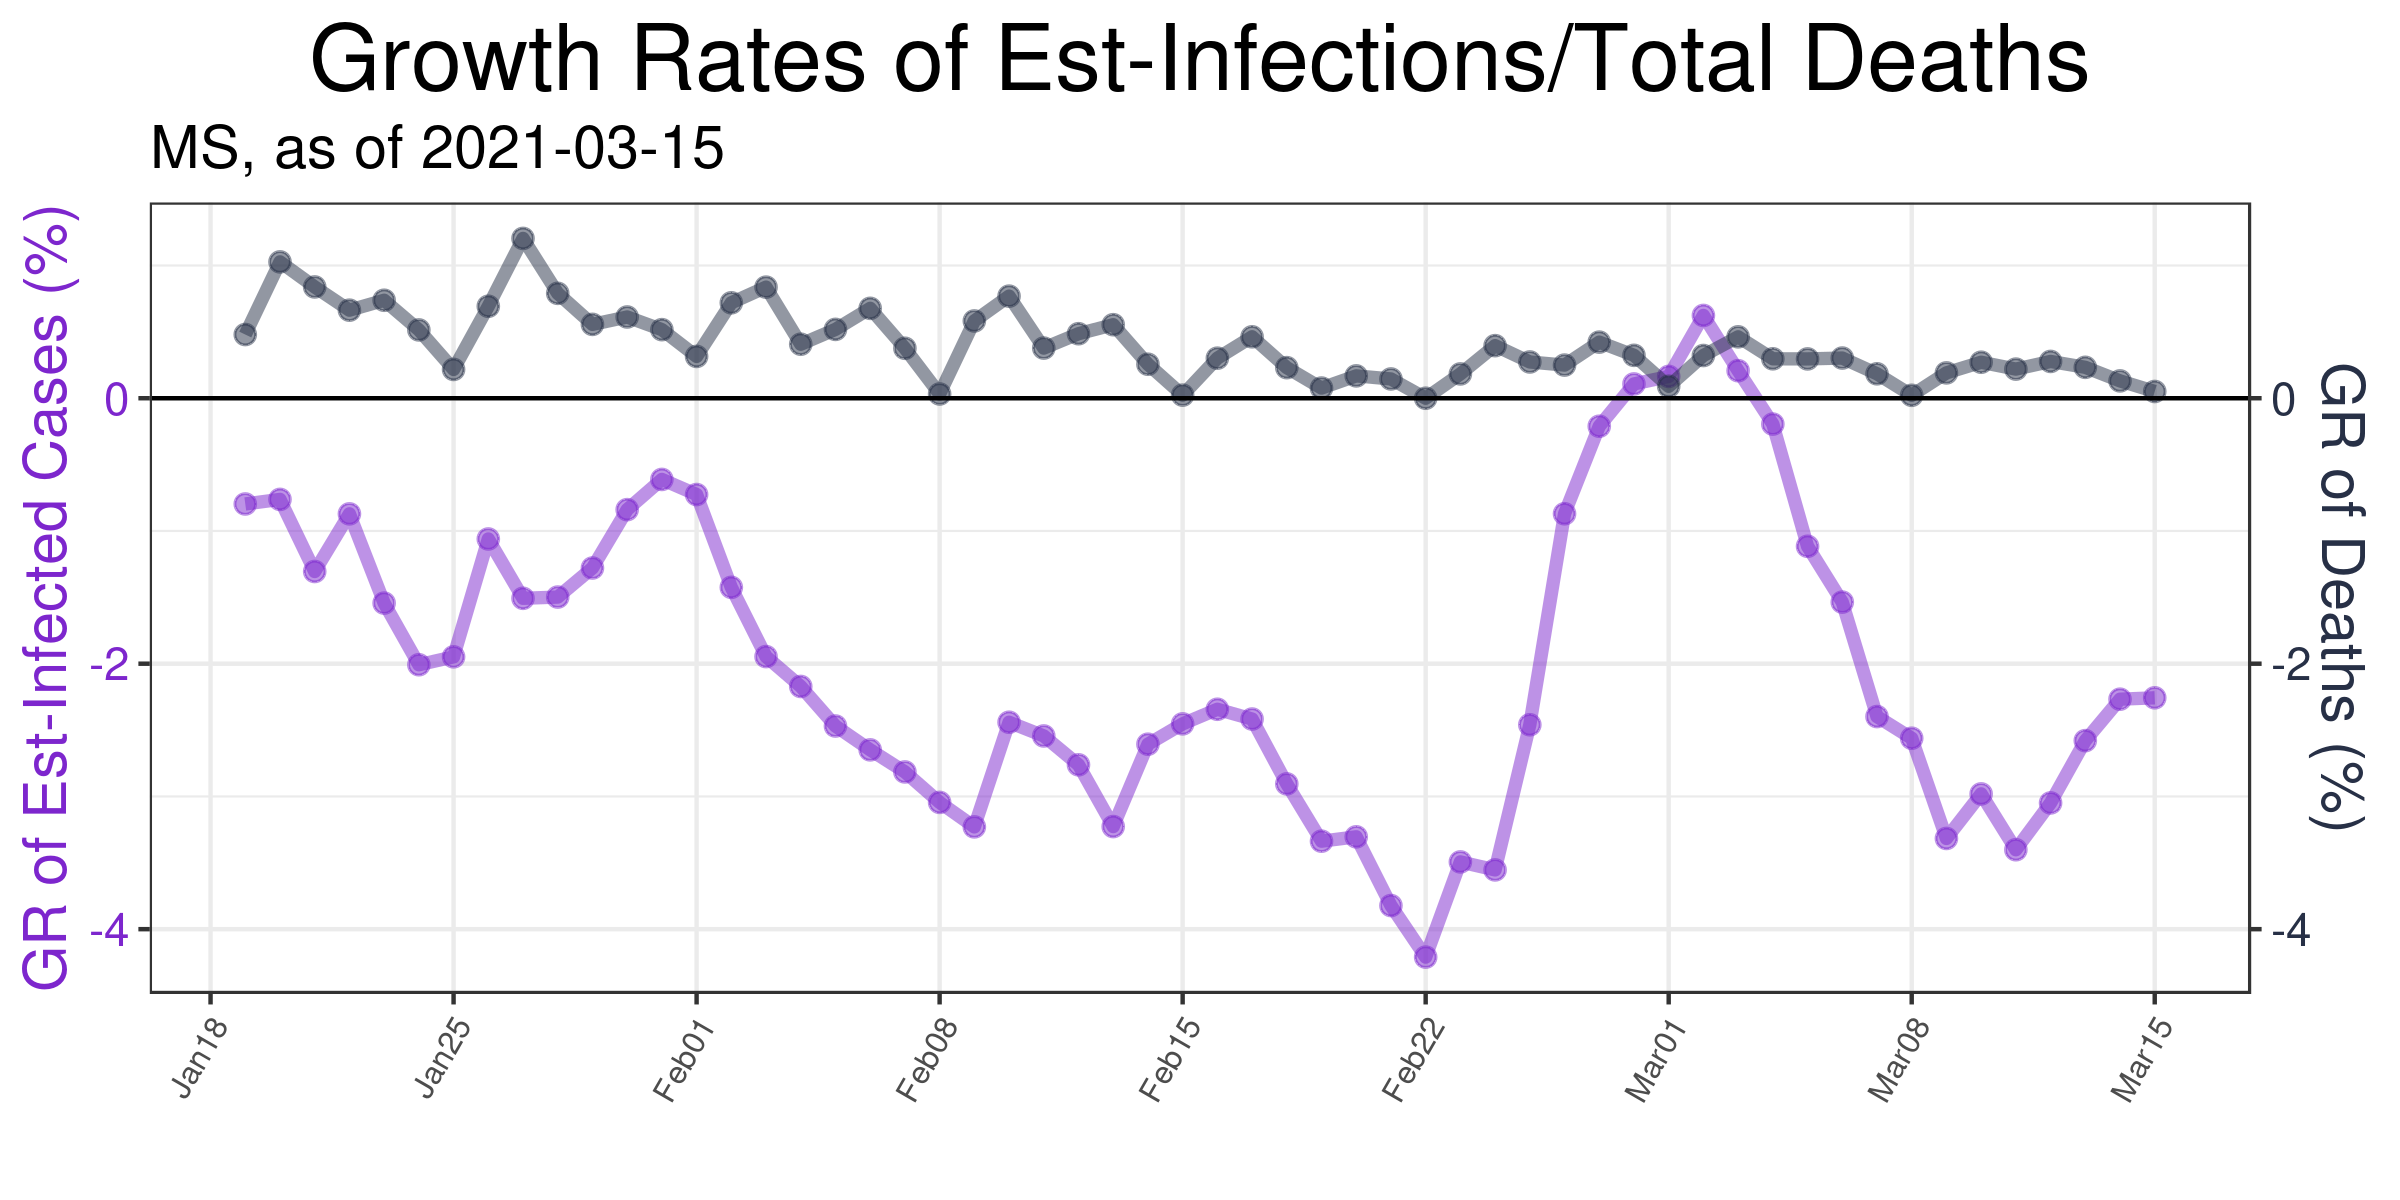 Growth Rates of Est-Infections/Total Deaths
MS, as of 2021-03-15
GR of Est-Infected Cases (%)
0
-2
-4
0
-2
-4
GR of Deaths (%)
Jan18
Jan25
Feb01
Feb08
Feb15
Feb22
Mar01
Mar08
Mar15